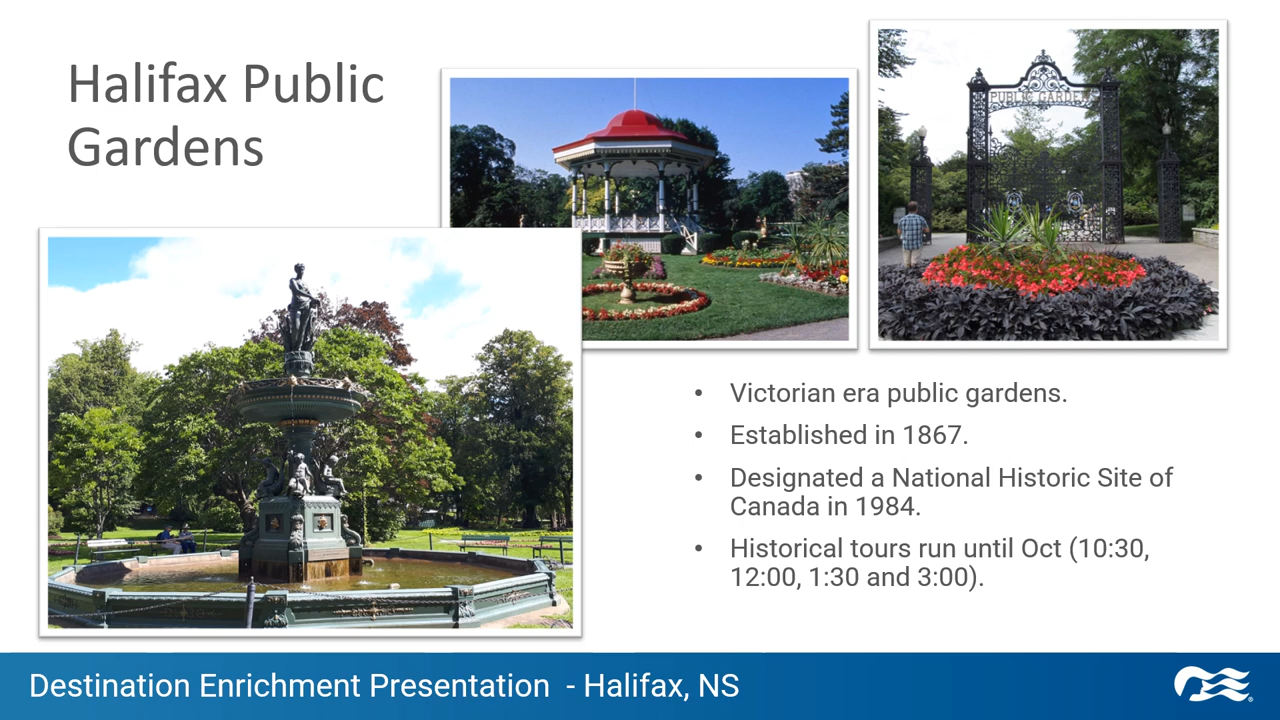 Halifax Public
Gardens
PUBLIC GARDENS
• Victorian era public gardens.
• Established in 1867.
• Designated a National Historic Site of
Canada in 1984.
• Historical tours run until Oct (10:30,
12:00, 1:30 and 3:00).
Destination Enrichment Presentation - Halifax, NS